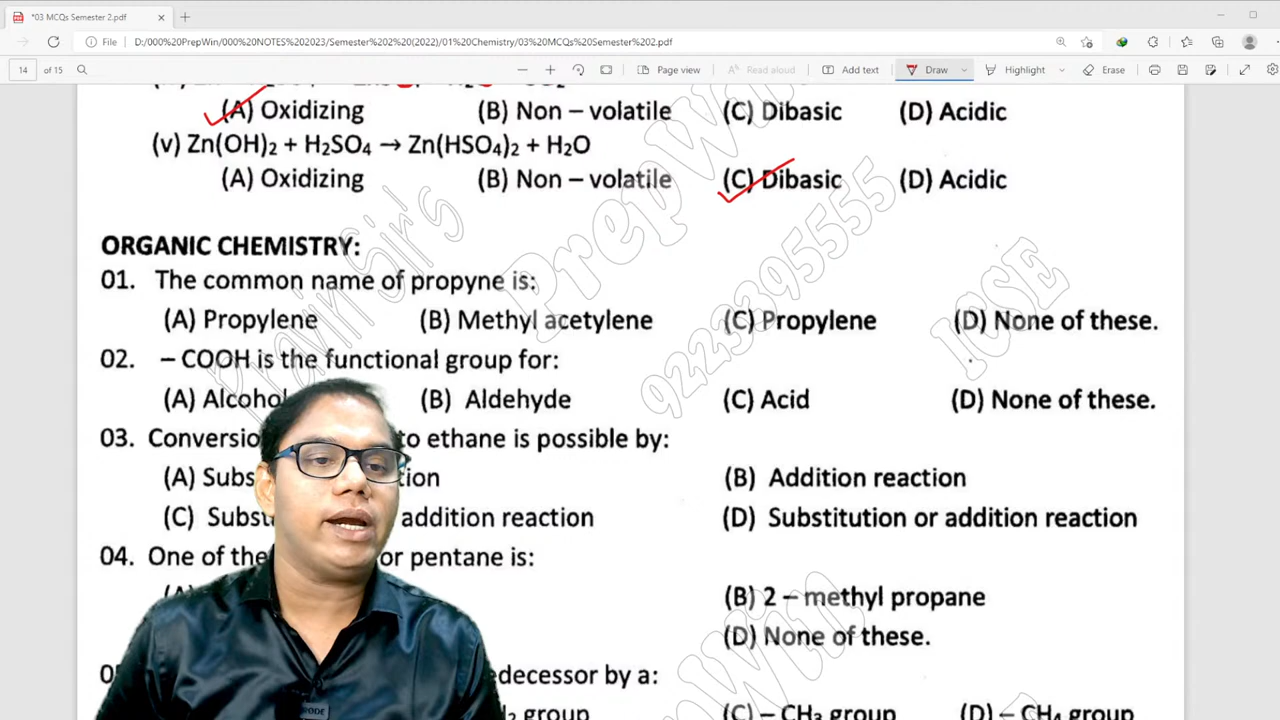 *03 MCQs Semester 2.pdf
File D:/000%20PrepWin/000%20NOTES%202023/Semester%202%20(2022)/01%20Chemistry/03%20MCQs%20Semester%202.pdf
14 of 15 Page view Read aloud Add text Draw Highlight Erase
(A) Oxidizing (B) Non – volatile (C) Dibasic (D) Acidic
(v) Zn(OH)₂ + H₂SO₄ → Zn(HSO₄)₂ + H₂O
(A) Oxidizing (B) Non – volatile (C) Dibasic (D) Acidic
ORGANIC CHEMISTRY:
01. The common name of propyne is:
(A) Propylene (B) Methyl acetylene (C) Propylene (D) None of these.
02. – COOH is the functional group for:
(A) Alcohol (B) Aldehyde (C) Acid (D) None of these.
03. Conversion to ethane is possible by:
(A) (B) Addition reaction
(C) addition reaction (D) Substitution or addition reaction
04. One of the pentane is:
(B) 2 – methyl propane
(D) None of these.
by a:
group (C) – CH₃ group (D) – CH₄ group
Pravin Sir's
PrepWin
9223395555
ICSE